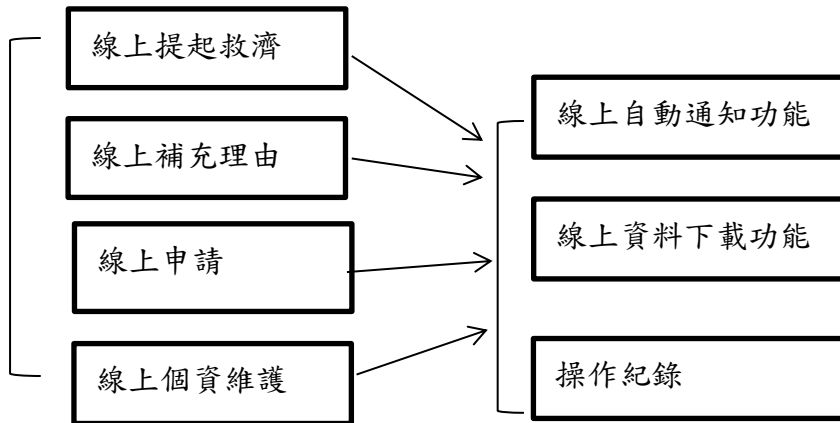 線上提起救濟
線上補充理由
線上申請
線上個資維護
線上自動通知功能
線上資料下載功能
操作紀錄